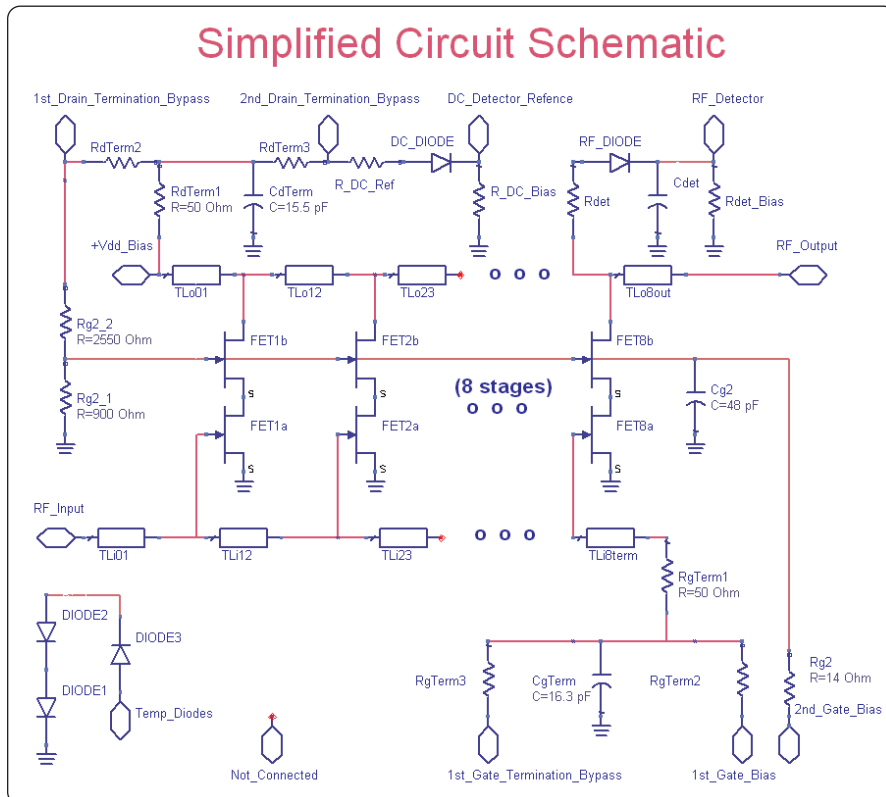 Simplified Circuit Schematic
1st_Drain_Termination_Bypass
2nd_Drain_Termination_Bypass
DC_Detector_Refence
RF_Detector
RdTerm2
RdTerm3
DC_DIODE
RF_DIODE
R_DC_Ref
RdTerm1
R=50 Ohm
CdTerm
C=15.5 pF
R_DC_Bias
Rdet
Cdet
Rdet_Bias
+Vdd_Bias
RF_Output
TLo01
TLo12
TLo23
o o o
TLo8out
Rg2_2
R=2550 Ohm
FET1b
FET2b
FET8b
S
S
S
(8 stages)
o o o
Cg2
C=48 pF
Rg2_1
R=900 Ohm
FET1a
FET2a
FET8a
S
S
S
RF_Input
TLi01
TLi12
TLi23
o o o
TLi8term
RgTerm1
R=50 Ohm
DIODE2
DIODE3
DIODE1
Temp_Diodes
Not_Connected
RgTerm3
CgTerm
C=16.3 pF
RgTerm2
Rg2
R=14 Ohm
2nd_Gate_Bias
1st_Gate_Termination_Bypass
1st_Gate_Bias